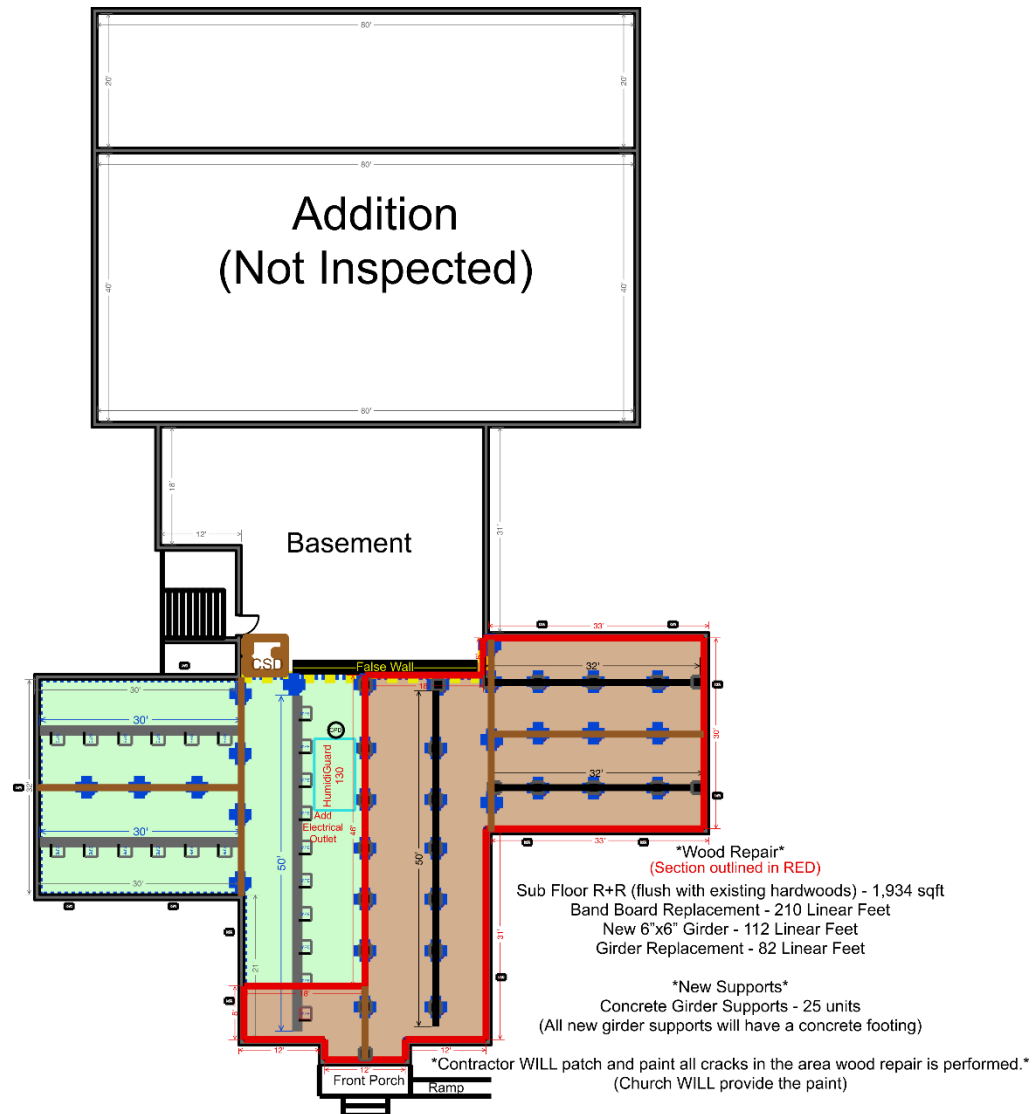 80'
20'
20'
80'
Addition
(Not Inspected)
40'
40'
80'
18'
31'
12'
Basement
33'
CSD
False Wall
30'
18'
32'
30'
CPD
HumidiGuard
130
30'
32'
Add
Electrical
Outlet
46'
32'
30'
50'
50'
30'
33'
21'
18'
8'
31'
12'
12'
12'
Front Porch
Ramp
*Wood Repair*
(Section outlined in RED)
Sub Floor R+R (flush with existing hardwoods) - 1,934 sqft
Band Board Replacement - 210 Linear Feet
New 6"x6" Girder - 112 Linear Feet
Girder Replacement - 82 Linear Feet
*New Supports*
Concrete Girder Supports - 25 units
(All new girder supports will have a concrete footing)
*Contractor WILL patch and paint all cracks in the area wood repair is performed.*
(Church WILL provide the paint)